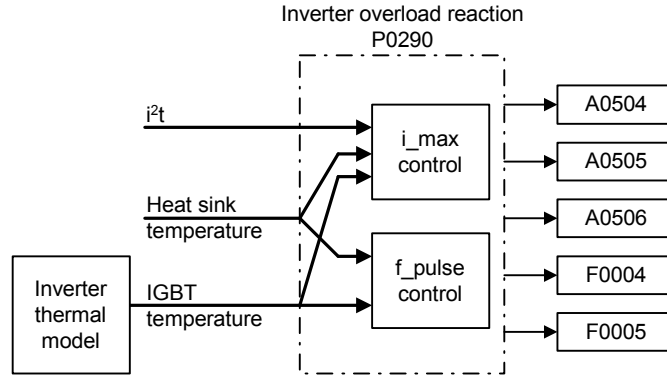 Inverter overload reaction
P0290
i²t
i_max
control
Heat sink
temperature
f_pulse
control
Inverter
thermal
model
IGBT
temperature
A0504
A0505
A0506
F0004
F0005